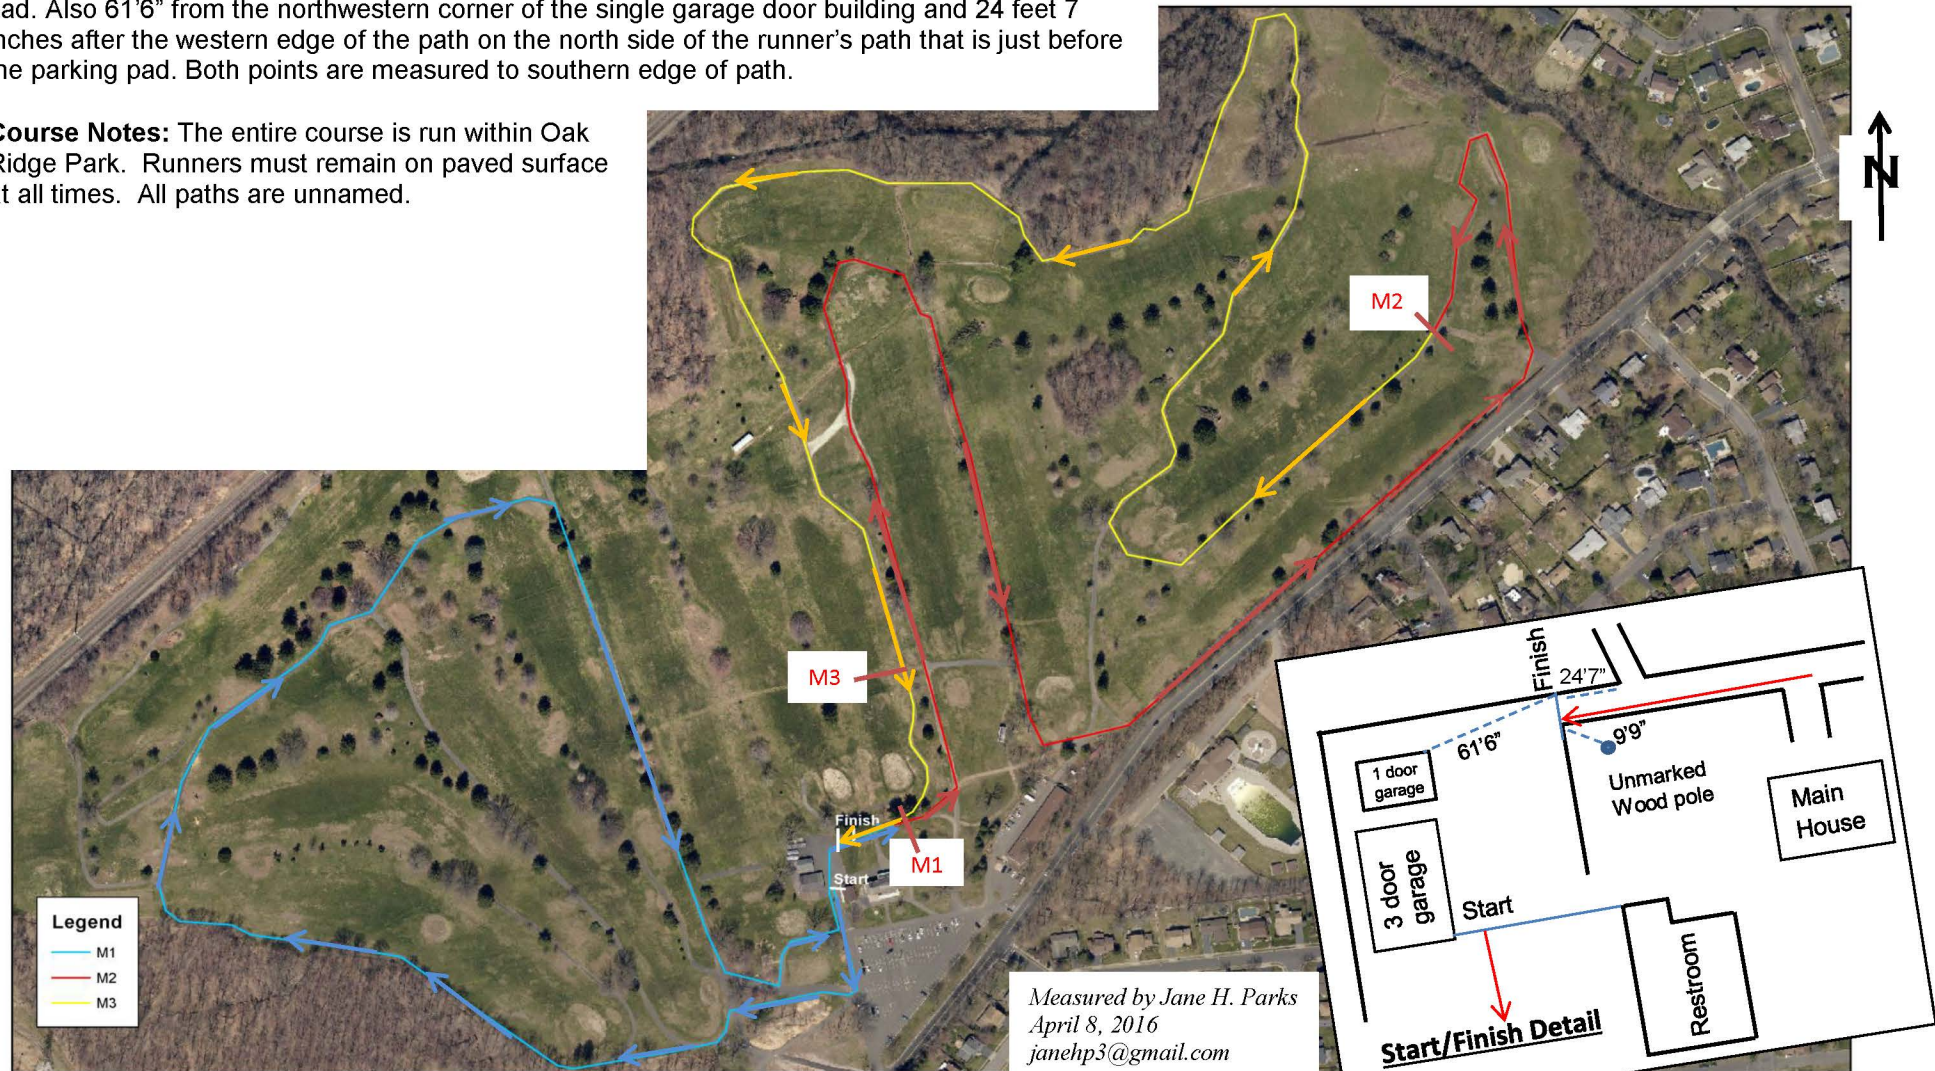 ad. Also 61'6" from the northwestern corner of the single garage door building and 24 feet 7
nches after the western edge of the path on the north side of the runner's path that is just before
he parking pad. Both points are measured to southern edge of path.
Course Notes: The entire course is run within Oak
Ridge Park. Runners must remain on paved surface
t all times. All paths are unnamed.
N
M2
M3
Finish
M1
Start
Legend
M1
M2
M3
Measured by Jane H. Parks
April 8, 2016
janehp3@gmail.com
Finish
24'7"
61'6"
9'9"
1 door
garage
Unmarked
Wood pole
Main
House
3 door
garage
Start
Restroom
Start/Finish Detail